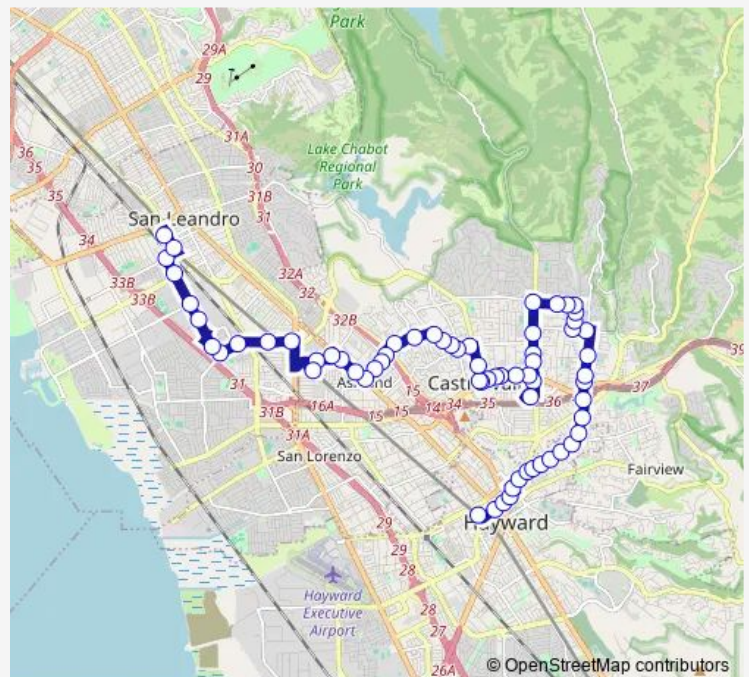 Park
29A
29
31A
36
35
35
Lake Chabot
Regional
Park
30
31B
31
34
San Leandro
33B
33B
32A
32
32B
39
31
Ashland
Castro
37
15
31B
16A
15
15
14
34
35
36
31A
San Lorenzo
Fairview
29
Hayward
29
28
Hayward
Executive
Airport
28
27
26A
© OpenStreetMap contributors